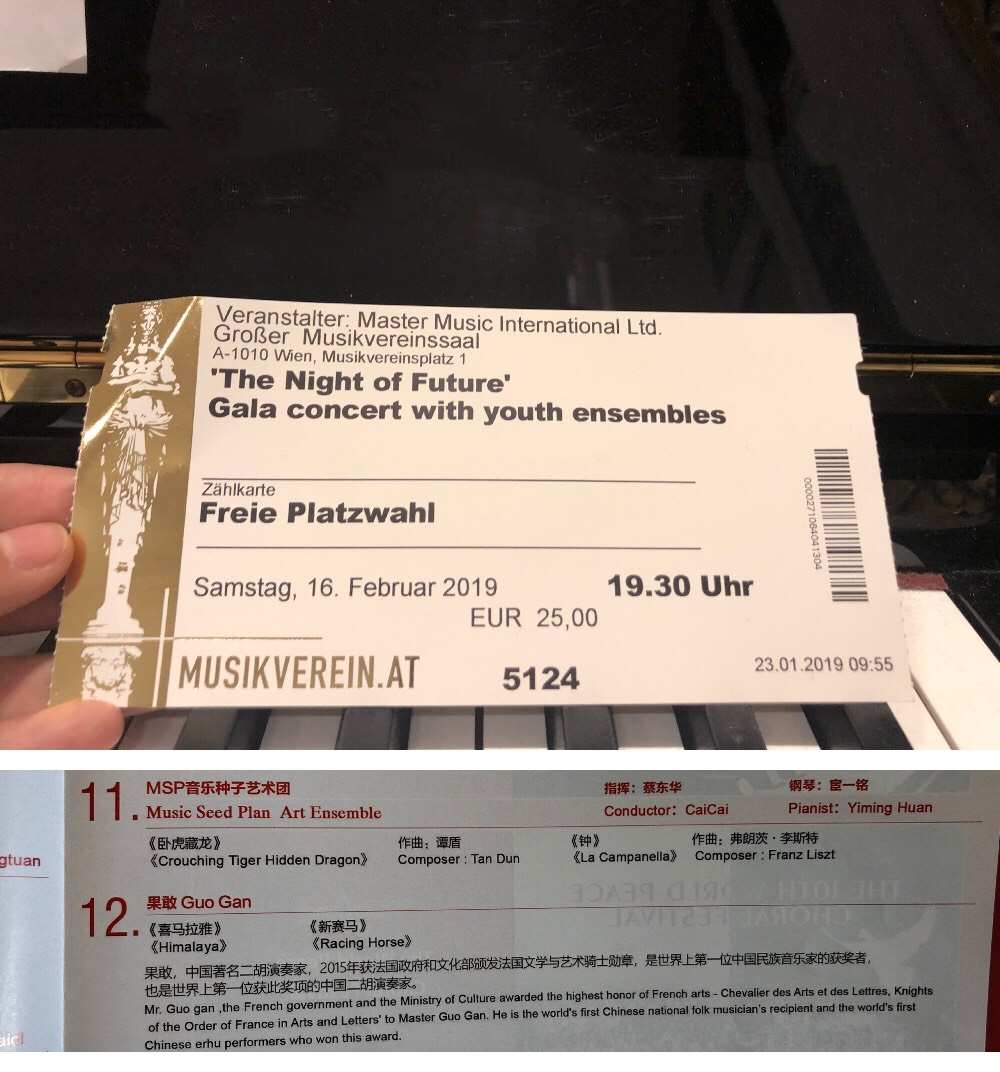 Veranstalter: Master Music International Ltd.
Großer Musikvereinssaal
A-1010 Wien, Musikvereinsplatz 1
'The Night of Future'
Gala concert with youth ensembles
Zählkarte
Freie Platzwahl
Samstag, 16. Februar 2019 19.30 Uhr
EUR 25,00
MUSIKVEREIN.AT 5124 23.01.2019 09:55
11. MSP音乐种子艺术团 指挥：蔡东华 钢琴：宦一铭
Music Seed Plan Art Ensemble Conductor: CaiCai Pianist: Yiming Huan
《卧虎藏龙》 作曲：谭盾 《钟》 作曲：弗朗茨·李斯特
《Crouching Tiger Hidden Dragon》 Composer : Tan Dun 《La Campanella》 Composer : Franz Liszt
gtuan
12. 果敢 Guo Gan
《喜马拉雅》 《新赛马》
《Himalaya》 《Racing Horse》
果敢，中国著名二胡演奏家，2015年获法国政府和文化部颁发法国文学与艺术骑士勋章，是世界上第一位中国民族音乐家的获奖者，
也是世界上第一位获此奖项的中国二胡演奏家。
Mr. Guo gan ,the French government and the Ministry of Culture awarded the highest honor of French arts - Chevalier des Arts et des Lettres, Knights
of the Order of France in Arts and Letters' to Master Guo Gan. He is the world's first Chinese national folk musician's recipient and the world's first
Chinese erhu performers who won this award.